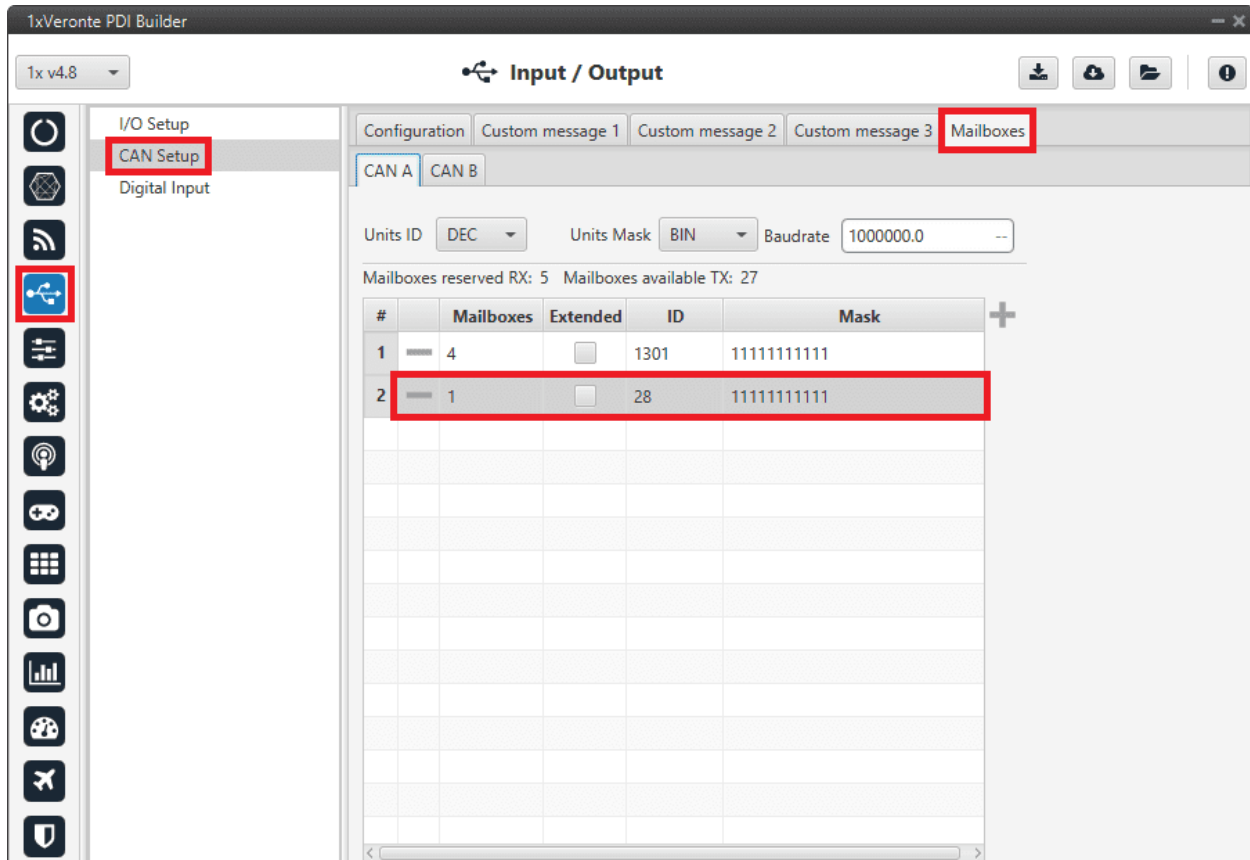 1xVeronte PDI Builder
1x v4.8
Input / Output
I/O Setup
CAN Setup
Digital Input
Configuration Custom message 1 Custom message 2 Custom message 3 Mailboxes
CAN A CAN B
Units ID DEC Units Mask BIN Baudrate 1000000.0 --
Mailboxes reserved RX: 5 Mailboxes available TX: 27
# Mailboxes Extended ID Mask
1 4 1301 11111111111
2 1 28 11111111111